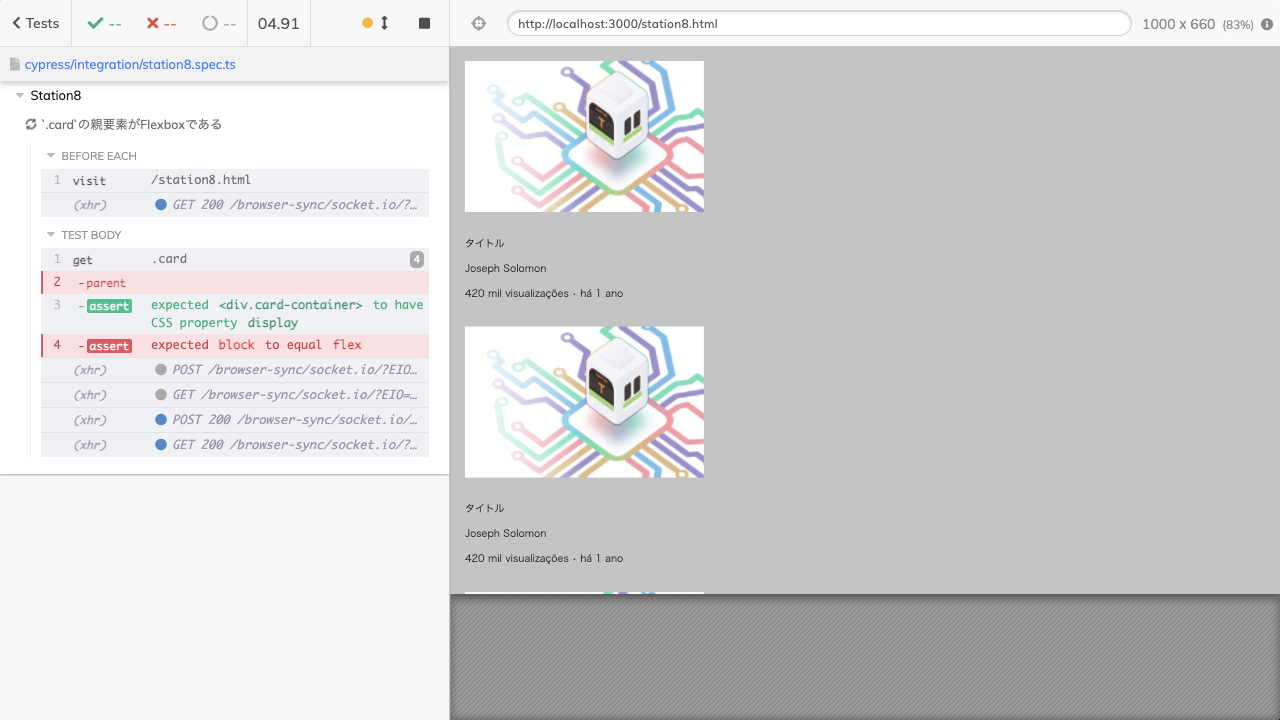 Tests
--
--
--
04.91
http://localhost:3000/station8.html
1000 x 660 (83%)
cypress/integration/station8.spec.ts
Station8
`.card`の親要素がFlexboxである
BEFORE EACH
1 visit /station8.html
(xhr) GET 200 /browser-sync/socket.io/?…
TEST BODY
1 get .card 4
2 -parent
3 -assert expected <div.card-container> to have
CSS property display
4 -assert expected block to equal flex
(xhr) POST /browser-sync/socket.io/?EIO…
(xhr) GET /browser-sync/socket.io/?EIO=…
(xhr) POST 200 /browser-sync/socket.io/…
(xhr) GET 200 /browser-sync/socket.io/?…
タイトル
Joseph Solomon
420 mil visualizações・há 1 ano
タイトル
Joseph Solomon
420 mil visualizações・há 1 ano